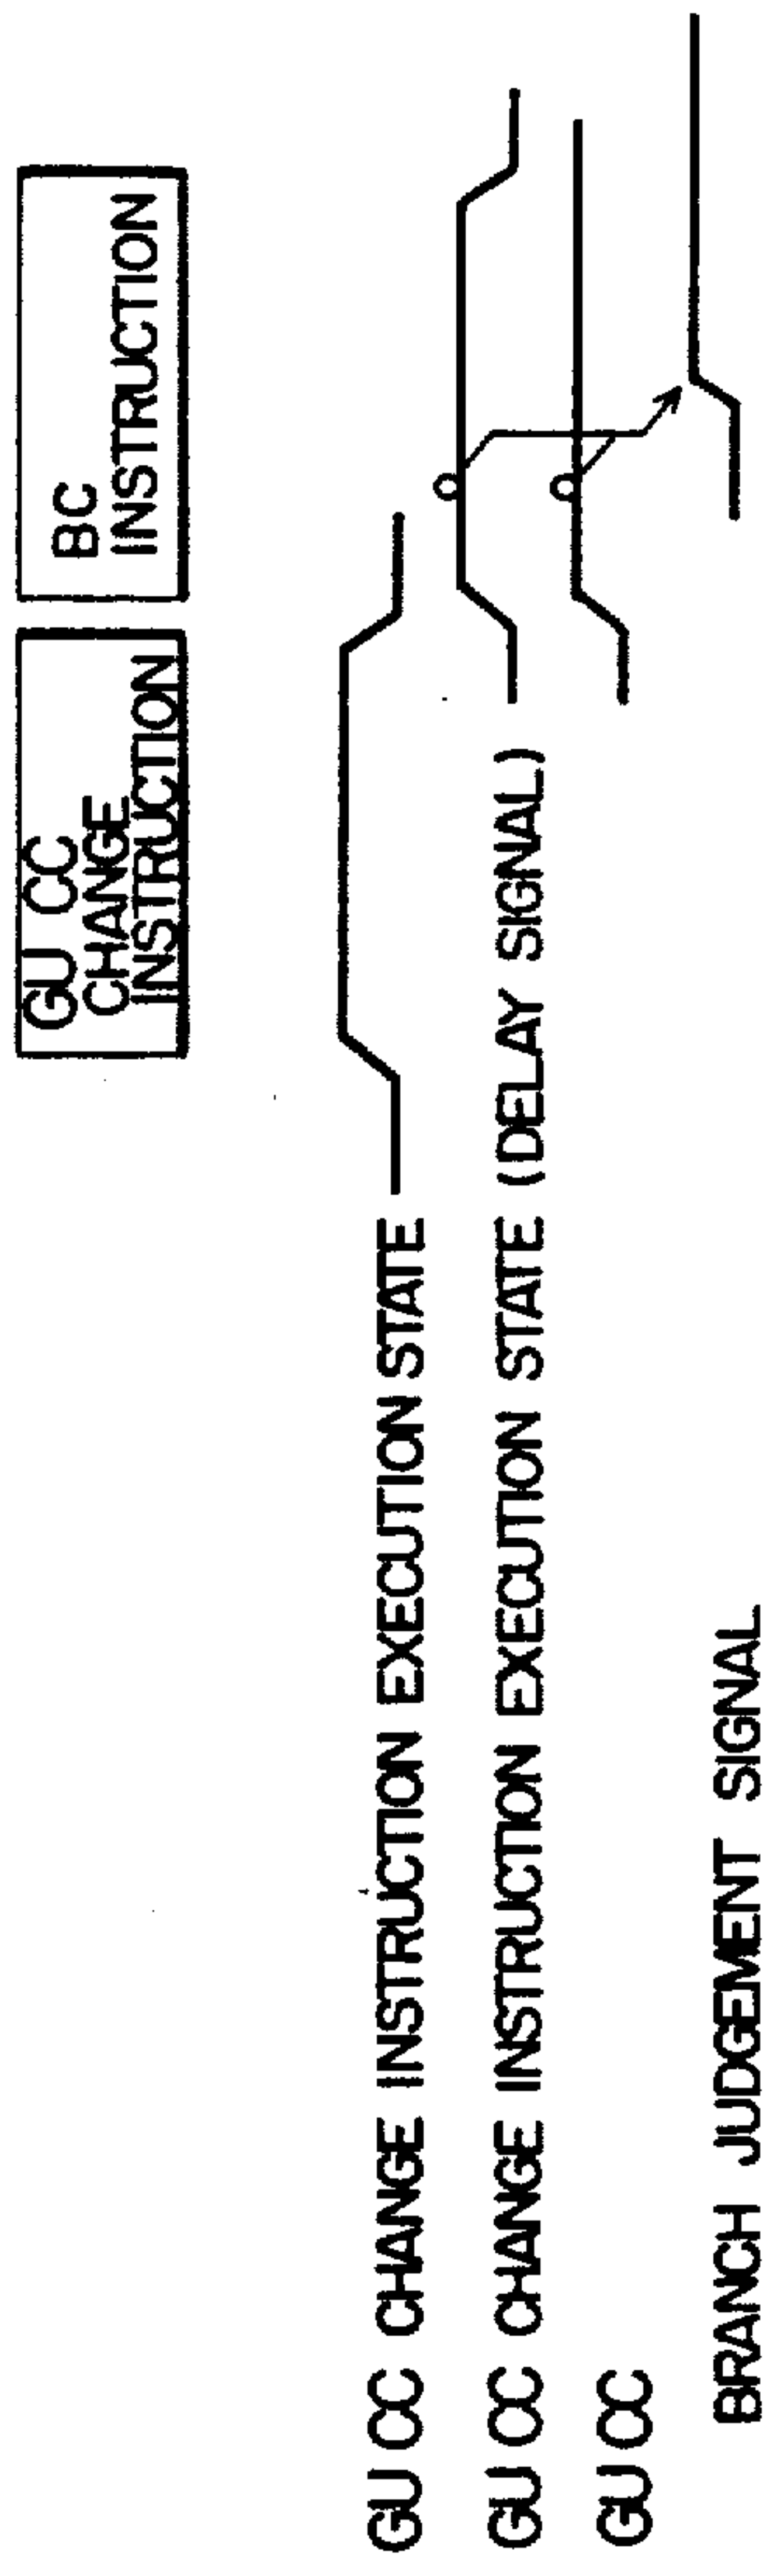 GU CC
CHANGE
INSTRUCTION
BC
INSTRUCTION
GU CC CHANGE INSTRUCTION EXECUTION STATE
GU CC CHANGE INSTRUCTION EXECUTION STATE (DELAY SIGNAL)
GU CC
BRANCH JUDGEMENT SIGNAL